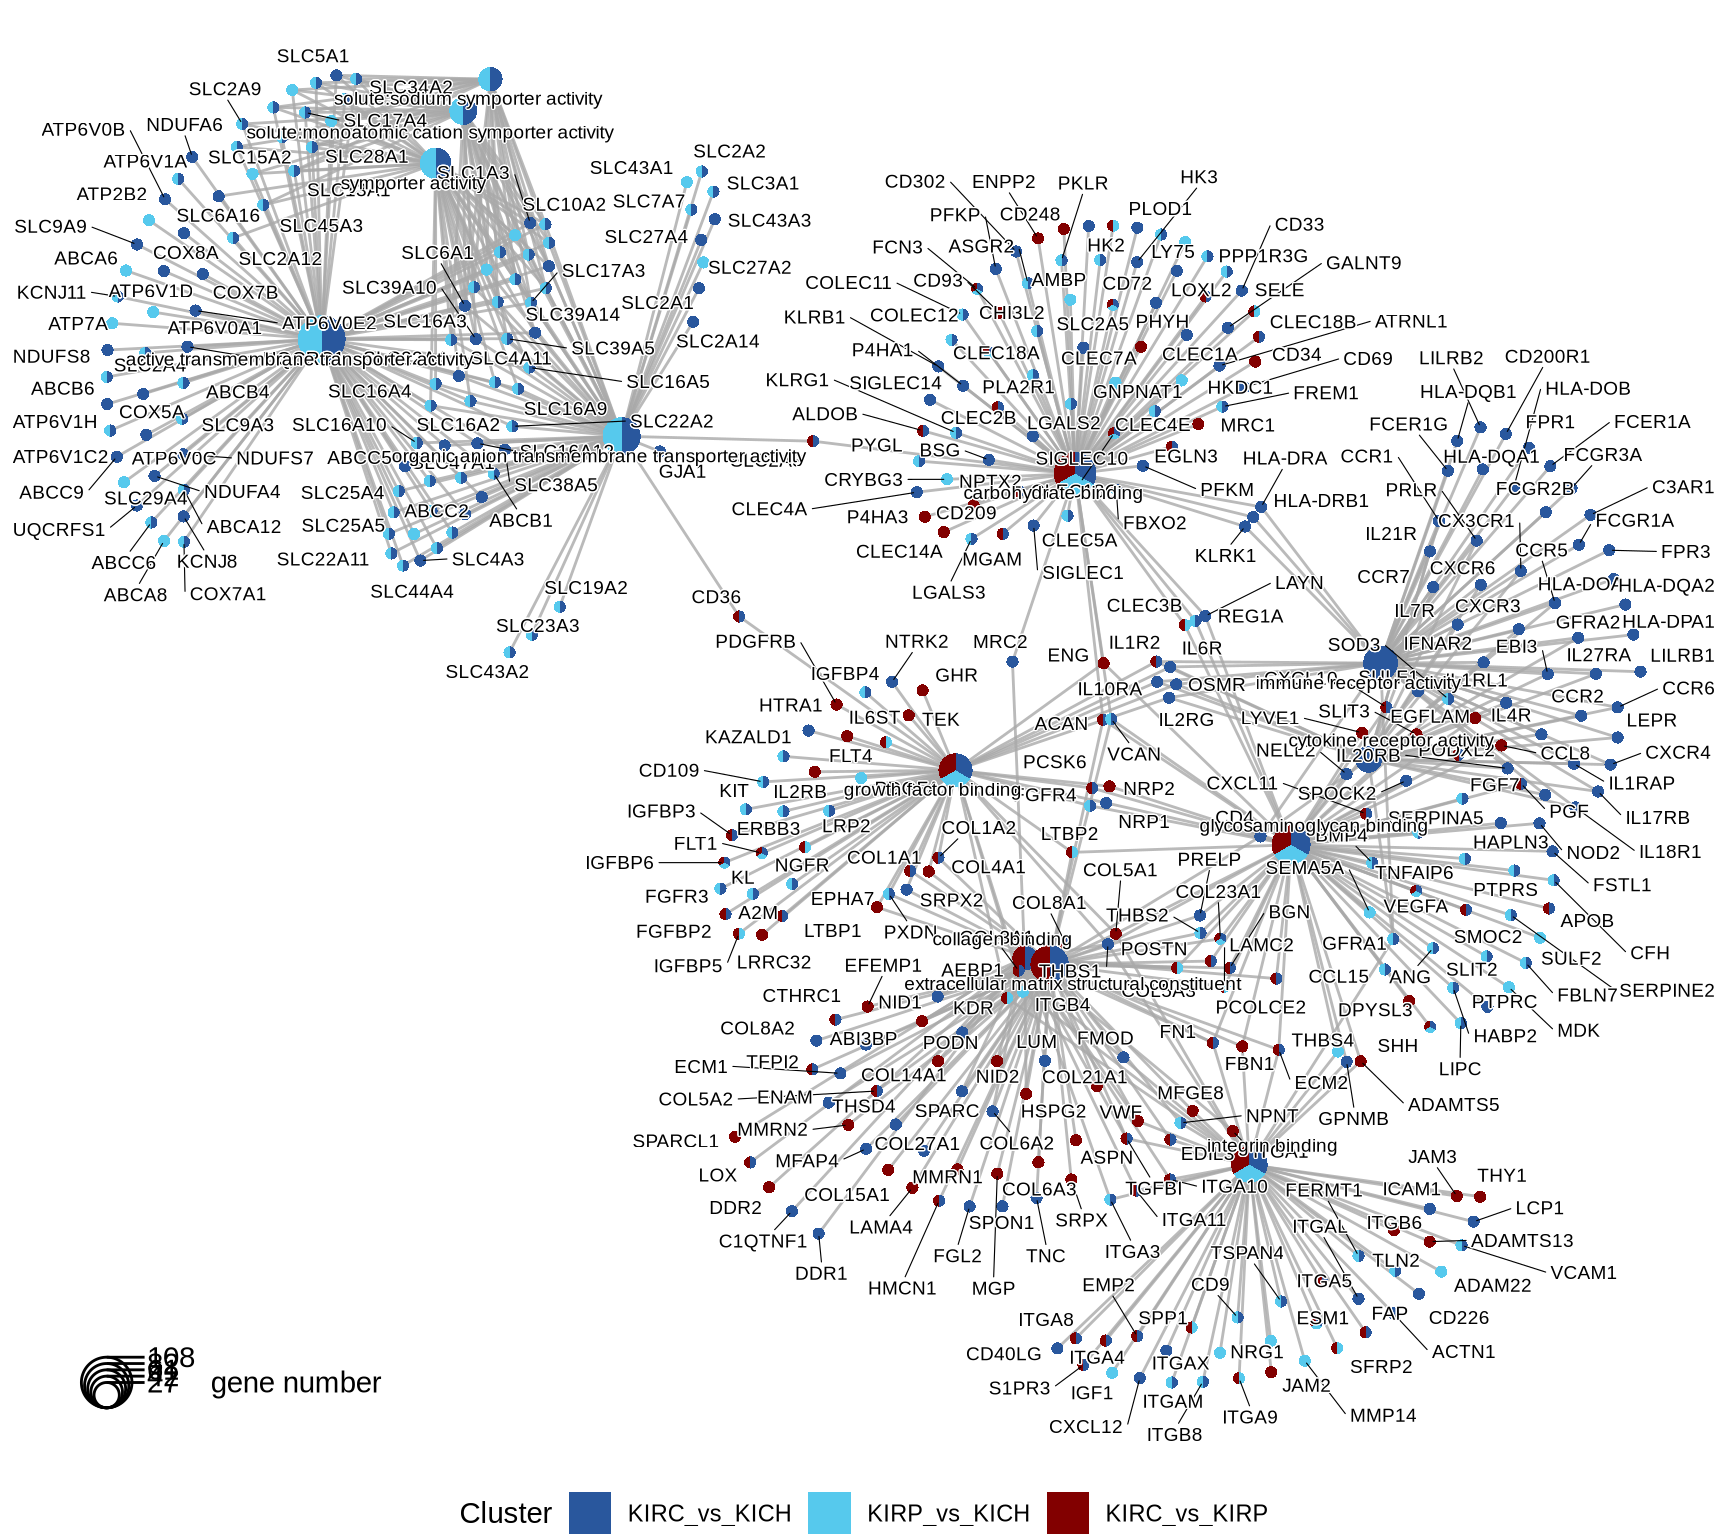 SLC5A1
SLC34A2
solute:sodium symporter activity
SLC2A9
SLC17A4
ATP6V0B
NDUFA6
solute:monoatomic cation symporter activity
ATP6V1A
SLC15A2
SLC28A1
SLC1A3
symporter activity
ATP2B2
SLC6A16
SLC45A3
SLC10A2
SLC43A1
SLC2A2
SLC3A1
SLC7A7
SLC43A3
SLC9A9
COX8A
SLC27A4
ABCA6
SLC2A12
SLC6A1
SLC17A3
SLC27A2
KCNJ11
ATP6V1D
COX7B
SLC39A10
SLC2A1
ATP7A
ATP6V0A1
ATP6V0E2
SLC16A3
SLC39A14
SLC2A14
NDUFS8
SLC2A4
active transmembrane transporter activity
SLC4A11
SLC39A5
ABCB6
ABCB4
SLC16A4
SLC16A5
COX5A
SLC16A9
ATP6V1H
SLC9A3
SLC16A10
SLC16A2
SLC22A2
ATP6V1C2
ATP6V0C
NDUFS7
ABCC5
organic anion transmembrane transporter activity
SLC47A1
GJA1
ABCC9
SLC29A4
NDUFA4
SLC25A4
SLC38A5
UQCRFS1
ABCA12
SLC25A5
ABCC2
ABCB1
ABCC6
KCNJ8
SLC22A11
SLC4A3
ABCA8
COX7A1
SLC44A4
SLC19A2
SLC23A3
SLC43A2
CD302
ENPP2
PKLR
HK3
PFKP
CD248
PLOD1
CD33
FCN3
ASGR2
HK2
LY75
PPP1R3G
GALNT9
COLEC11
CD93
AMBP
CD72
LOXL2
SELE
KLRB1
COLEC12
CHI3L2
SLC2A5
PHYH
CLEC18B
ATRNL1
P4HA1
CLEC18A
CLEC7A
CLEC1A
CD34
CD69
KLRG1
SIGLEC14
PLA2R1
GNPNAT1
HKDC1
FREM1
ALDOB
CLEC2B
LGALS2
CLEC4E
MRC1
PYGL
BSG
SIGLEC10
EGLN3
HLA-DRA
CRYBG3
NPTX2
carbohydrate binding
PFKM
HLA-DRB1
CLEC4A
P4HA3
CD209
FBXO2
CLEC14A
MGAM
CLEC5A
KLRK1
LGALS3
SIGLEC1
LILRB2
CD200R1
HLA-DQB1
HLA-DOB
FCER1G
FPR1
FCER1A
CCR1
HLA-DQA1
FCGR3A
PRLR
FCGR2B
C3AR1
IL21R
CX3CR1
FCGR1A
CCR5
FPR3
CCR7
CXCR6
HLA-DOA
HLA-DQA2
IL7R
CXCR3
GFRA2
HLA-DPA1
LAYN
CLEC3B
REG1A
SOD3
IFNAR2
EBI3
IL27RA
LILRB1
CD36
PDGFRB
NTRK2
MRC2
ENG
IL1R2
IL6R
immune receptor activity
IL1RL1
CCR2
CCR6
IGFBP4
GHR
IL10RA
OSMR
HTRA1
IL6ST
TEK
ACAN
IL2RG
LYVE1
SLIT3
EGFLAM
IL4R
LEPR
KAZALD1
FLT4
VCAN
NELL2
cytokine receptor activity
IL20RB
PODXL2
CCL8
CXCR4
CD109
PCSK6
CXCL11
SPOCK2
FGF7
IL1RAP
KIT
IL2RB
growth factor binding
NRP2
IGFBP3
ERBB3
LRP2
NRP1
CD4
glycosaminoglycan binding
SERPINA5
PGF
IL17RB
FLT1
COL1A2
LTBP2
BMP4
HAPLN3
NOD2
IL18R1
IGFBP6
NGFR
COL1A1
COL4A1
COL5A1
PRELP
SEMA5A
TNFAIP6
FSTL1
FGFR3
KL
EPHA7
SRPX2
COL8A1
COL23A1
VEGFA
PTPRS
APOB
FGFBP2
A2M
LTBP1
PXDN
THBS2
BGN
CFH
IGFBP5
LRRC32
collagen binding
POSTN
LAMC2
GFRA1
SMOC2
SULF2
EFEMP1
AEBP1
THBS1
CCL15
ANG
SLIT2
FBLN7
SERPINE2
extracellular matrix structural constituent
CTHRC1
NID1
KDR
ITGB4
PCOLCE2
DPYSL3
PTPRC
MDK
COL8A2
ABI3BP
PODN
LUM
FMOD
FN1
THBS4
SHH
HABP2
ECM1
TFPI2
COL14A1
NID2
COL21A1
FBN1
ECM2
LIPC
COL5A2
ENAM
THSD4
SPARC
HSPG2
VWF
MFGE8
NPNT
GPNMB
ADAMTS5
SPARCL1
MMRN2
COL27A1
COL6A2
integrin binding
LOX
MFAP4
MMRN1
ASPN
JAM3
THY1
DDR2
COL15A1
COL6A3
TGFBI
ITGA10
FERMT1
ICAM1
LCP1
C1QTNF1
LAMA4
SPON1
SRPX
ITGA11
ITGAL
ITGB6
ADAMTS13
DDR1
FGL2
TNC
ITGA3
TSPAN4
TLN2
VCAM1
HMCN1
MGP
EMP2
CD9
ITGA5
ADAM22
ITGA8
SPP1
ESM1
FAP
CD226
CD40LG
ITGA4
ITGAX
NRG1
SFRP2
ACTN1
S1PR3
IGF1
ITGAM
JAM2
CXCL12
ITGB8
ITGA9
MMP14
108
27
gene number
Cluster
KIRC_vs_KICH
KIRP_vs_KICH
KIRC_vs_KIRP